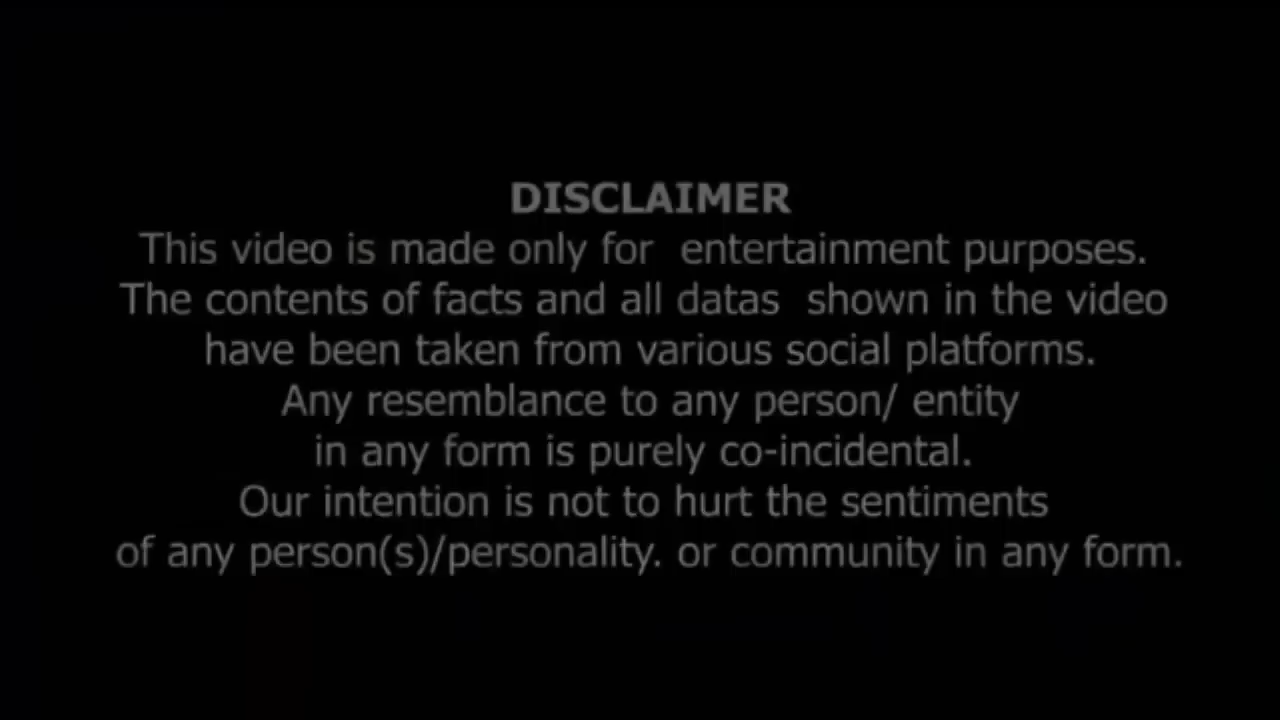 DISCLAIMER
This video is made only for  entertainment purposes.
The contents of facts and all datas  shown in the video
have been taken from various social platforms.
Any resemblance to any person/ entity
in any form is purely co-incidental.
Our intention is not to hurt the sentiments
of any person(s)/personality. or community in any form.